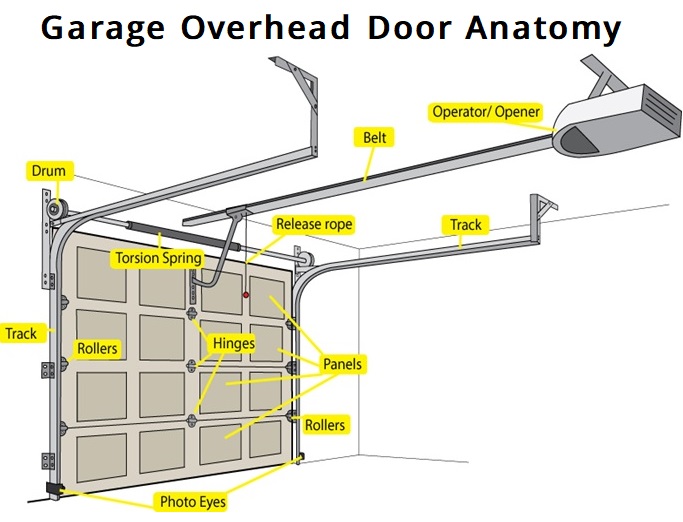 Garage Overhead Door Anatomy
Operator/ Opener
Belt
Drum
Release rope
Track
Torsion Spring
Track
Rollers
Hinges
Panels
Rollers
Photo Eyes